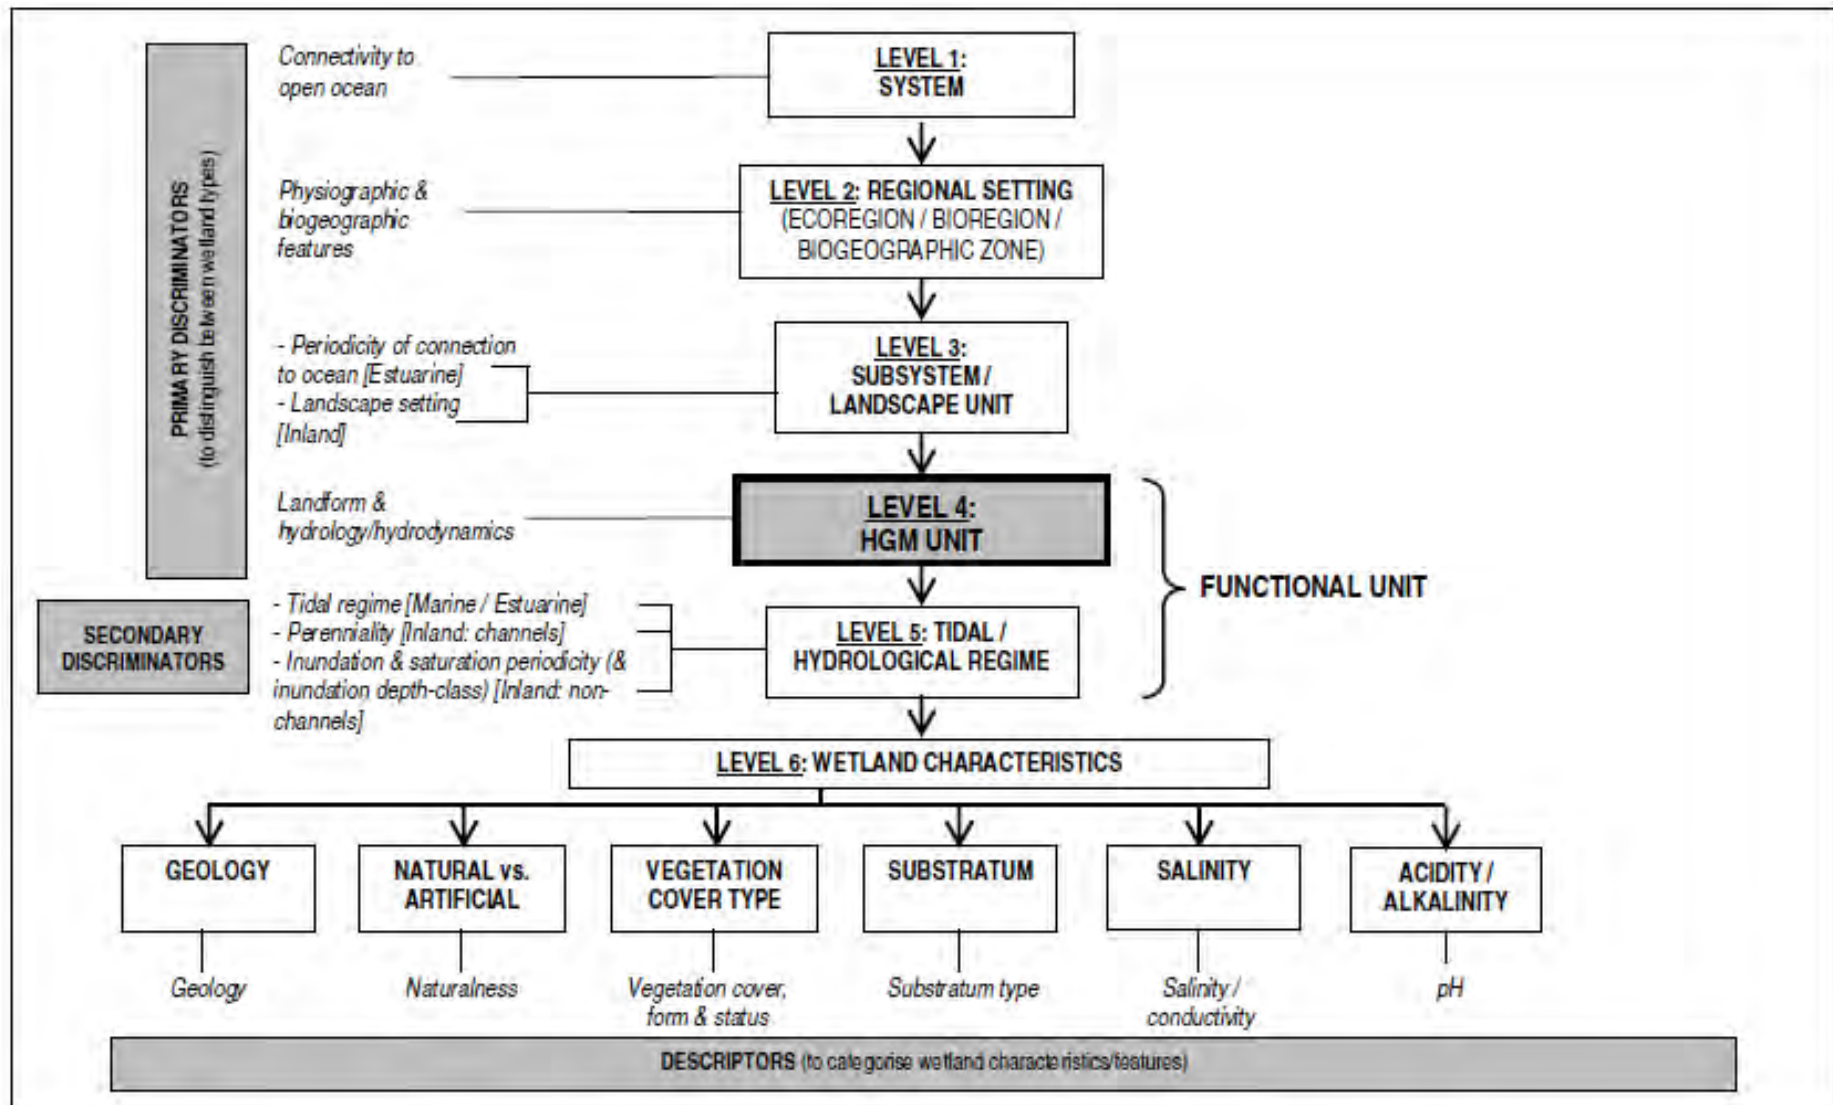 Connectivity to
open ocean
LEVEL 1:
SYSTEM
PRIMARY DISCRIMINATORS
(to distinguish between wetland types)
Physiographic &
biogeographic
features
LEVEL 2: REGIONAL SETTING
(ECOREGION / BIOREGION /
BIOGEOGRAPHIC ZONE)
- Periodicity of connection
to ocean [Estuarine]
- Landscape setting
[Inland]
LEVEL 3:
SUBSYSTEM /
LANDSCAPE UNIT
Landform &
hydrology/hydrodynamics
LEVEL 4:
HGM UNIT
FUNCTIONAL UNIT
SECONDARY
DISCRIMINATORS
- Tidal regime [Marine / Estuarine]
- Perenniality [Inland: channels]
- Inundation & saturation periodicity (&
inundation depth-class) [Inland: non-
channels]
LEVEL 5: TIDAL /
HYDROLOGICAL REGIME
LEVEL 6: WETLAND CHARACTERISTICS
GEOLOGY
NATURAL vs.
ARTIFICIAL
VEGETATION
COVER TYPE
SUBSTRATUM
SALINITY
ACIDITY /
ALKALINITY
Geology
Naturalness
Vegetation cover,
form & status
Substratum type
Salinity /
conductivity
pH
DESCRIPTORS (to categorise wetland characteristics/features)